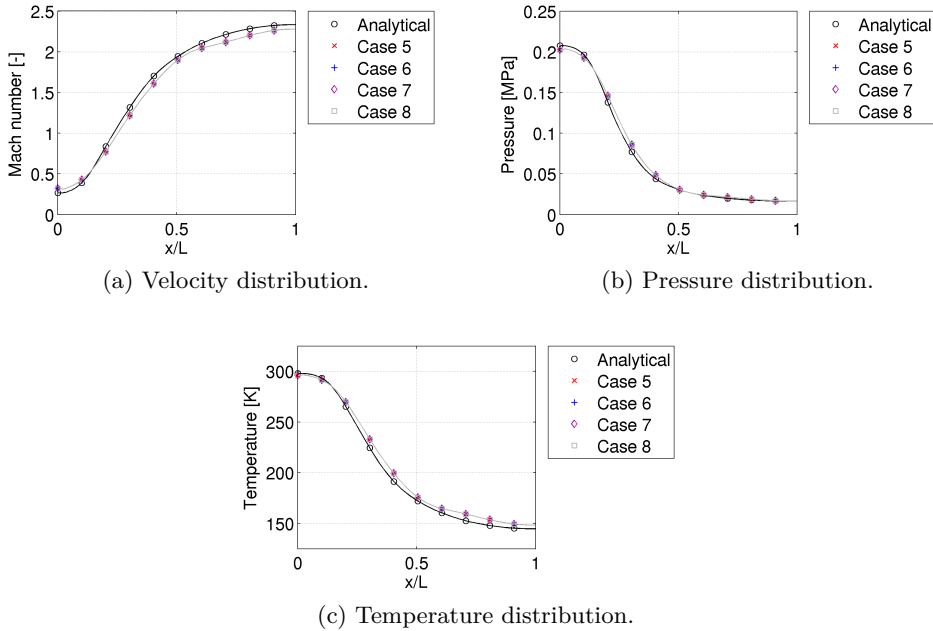 Mach number [-]
2.5
2
1.5
1
0.5
0
0
0.5
1
x/L
Analytical
Case 5
Case 6
Case 7
Case 8
(a) Velocity distribution.
Pressure [MPa]
0.25
0.2
0.15
0.1
0.05
0
0
0.5
1
x/L
Analytical
Case 5
Case 6
Case 7
Case 8
(b) Pressure distribution.
Temperature [K]
300
250
200
150
0
0.5
1
x/L
Analytical
Case 5
Case 6
Case 7
Case 8
(c) Temperature distribution.